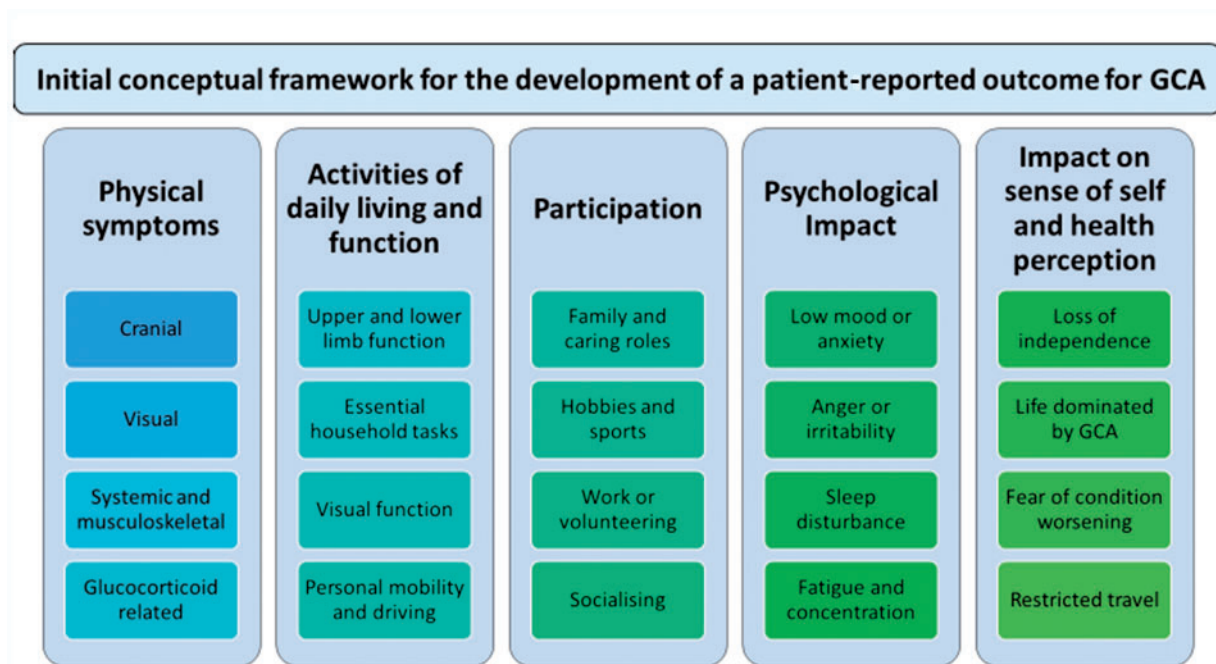 Initial conceptual framework for the development of a patient-reported outcome for GCA
Physical
symptoms
Cranial
Visual
Systemic and
musculoskeletal
Glucocorticoid
related
Activities of
daily living and
function
Upper and lower
limb function
Essential
household tasks
Visual function
Personal mobility
and driving
Participation
Family and
caring roles
Hobbies and
sports
Work or
volunteering
Socialising
Psychological
Impact
Low mood or
anxiety
Anger or
irritability
Sleep
disturbance
Fatigue and
concentration
Impact on
sense of self
and health
perception
Loss of
independence
Life dominated
by GCA
Fear of condition
worsening
Restricted travel